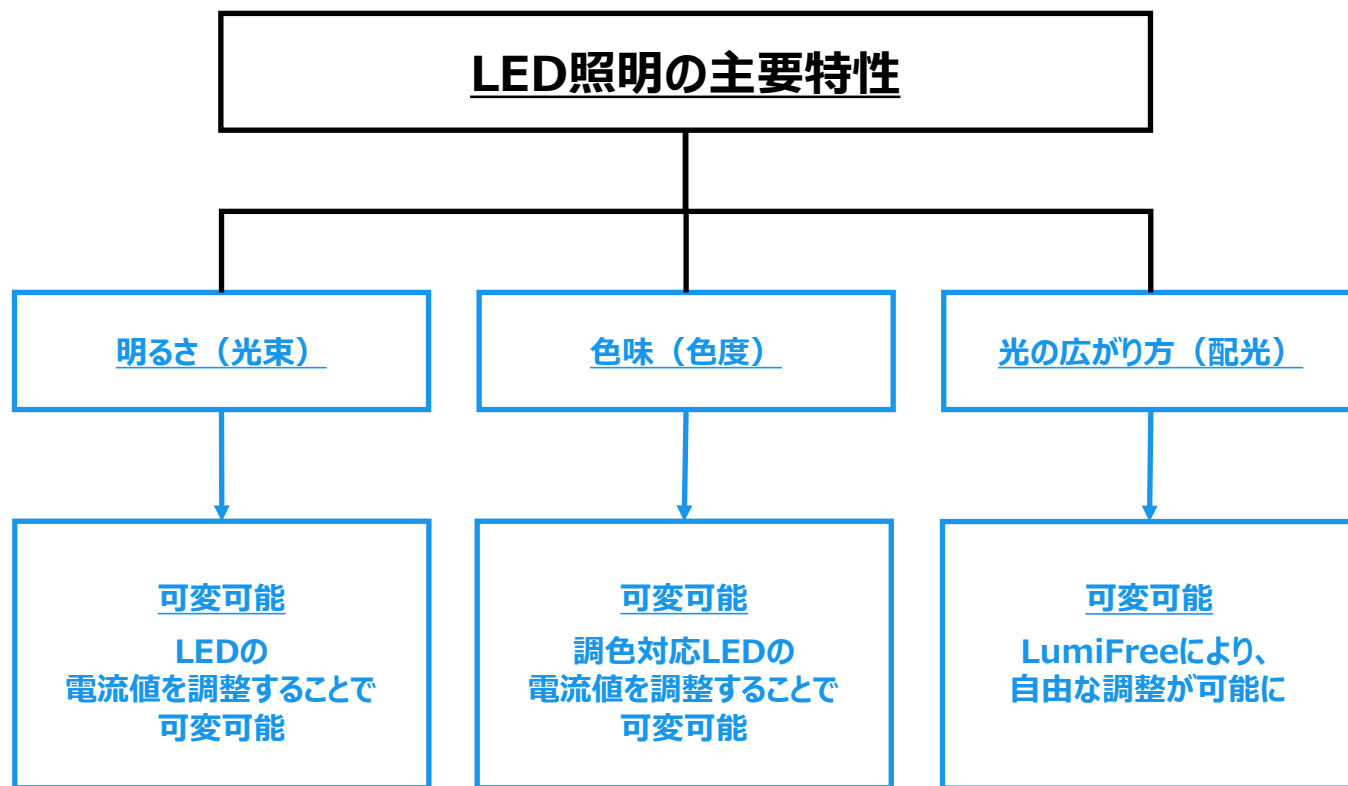 LED照明の主要特性
明るさ（光束）
色味（色度）
光の広がり方（配光）
可変可能
LEDの
電流値を調整することで
可変可能
可変可能
調色対応LEDの
電流値を調整することで
可変可能
可変可能
LumiFreeにより、
自由な調整が可能に